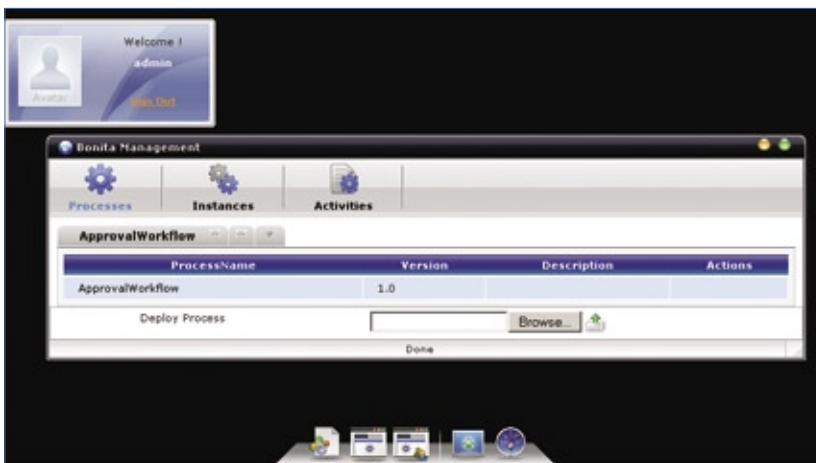 Welcome !
admin
Avatar
Sign Out
Bonita Management
Processes
Instances
Activities
ApprovalWorkflow
ProcessName Version Description Actions
ApprovalWorkflow 1.0
Deploy Process Browse...
Done